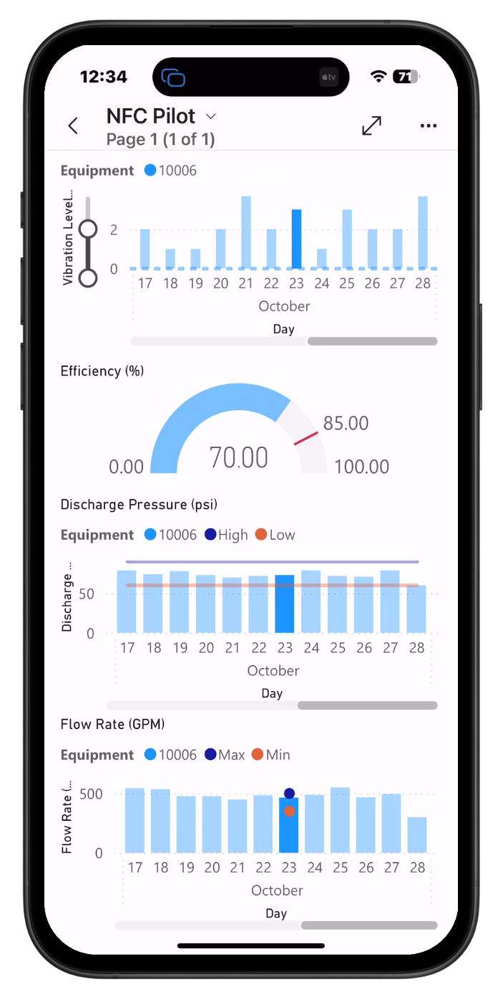 12:34
tv
71
NFC Pilot
Page 1 (1 of 1)
Equipment 10006
Vibration Level...
2
0
17 18 19 20 21 22 23 24 25 26 27 28
October
Day
Efficiency (%)
85.00
70.00
0.00
100.00
Discharge Pressure (psi)
Equipment 10006 High Low
Discharge ...
50
0
17 18 19 20 21 22 23 24 25 26 27 28
October
Day
Flow Rate (GPM)
Equipment 10006 Max Min
Flow Rate (...
500
0
17 18 19 20 21 22 23 24 25 26 27 28
October
Day